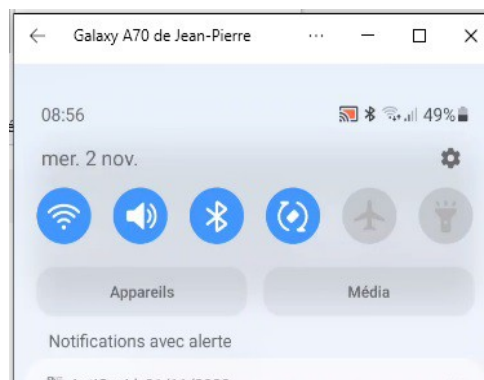 Galaxy A70 de Jean-Pierre
08:56 49%
mer. 2 nov.
Appareils Média
Notifications avec alerte